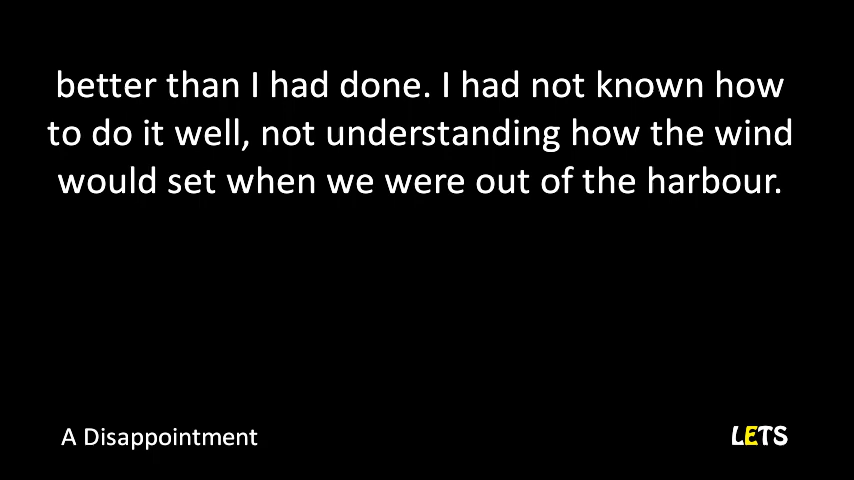 better than I had done. I had not known how
to do it well, not understanding how the wind
would set when we were out of the harbour.
A Disappointment
LETS